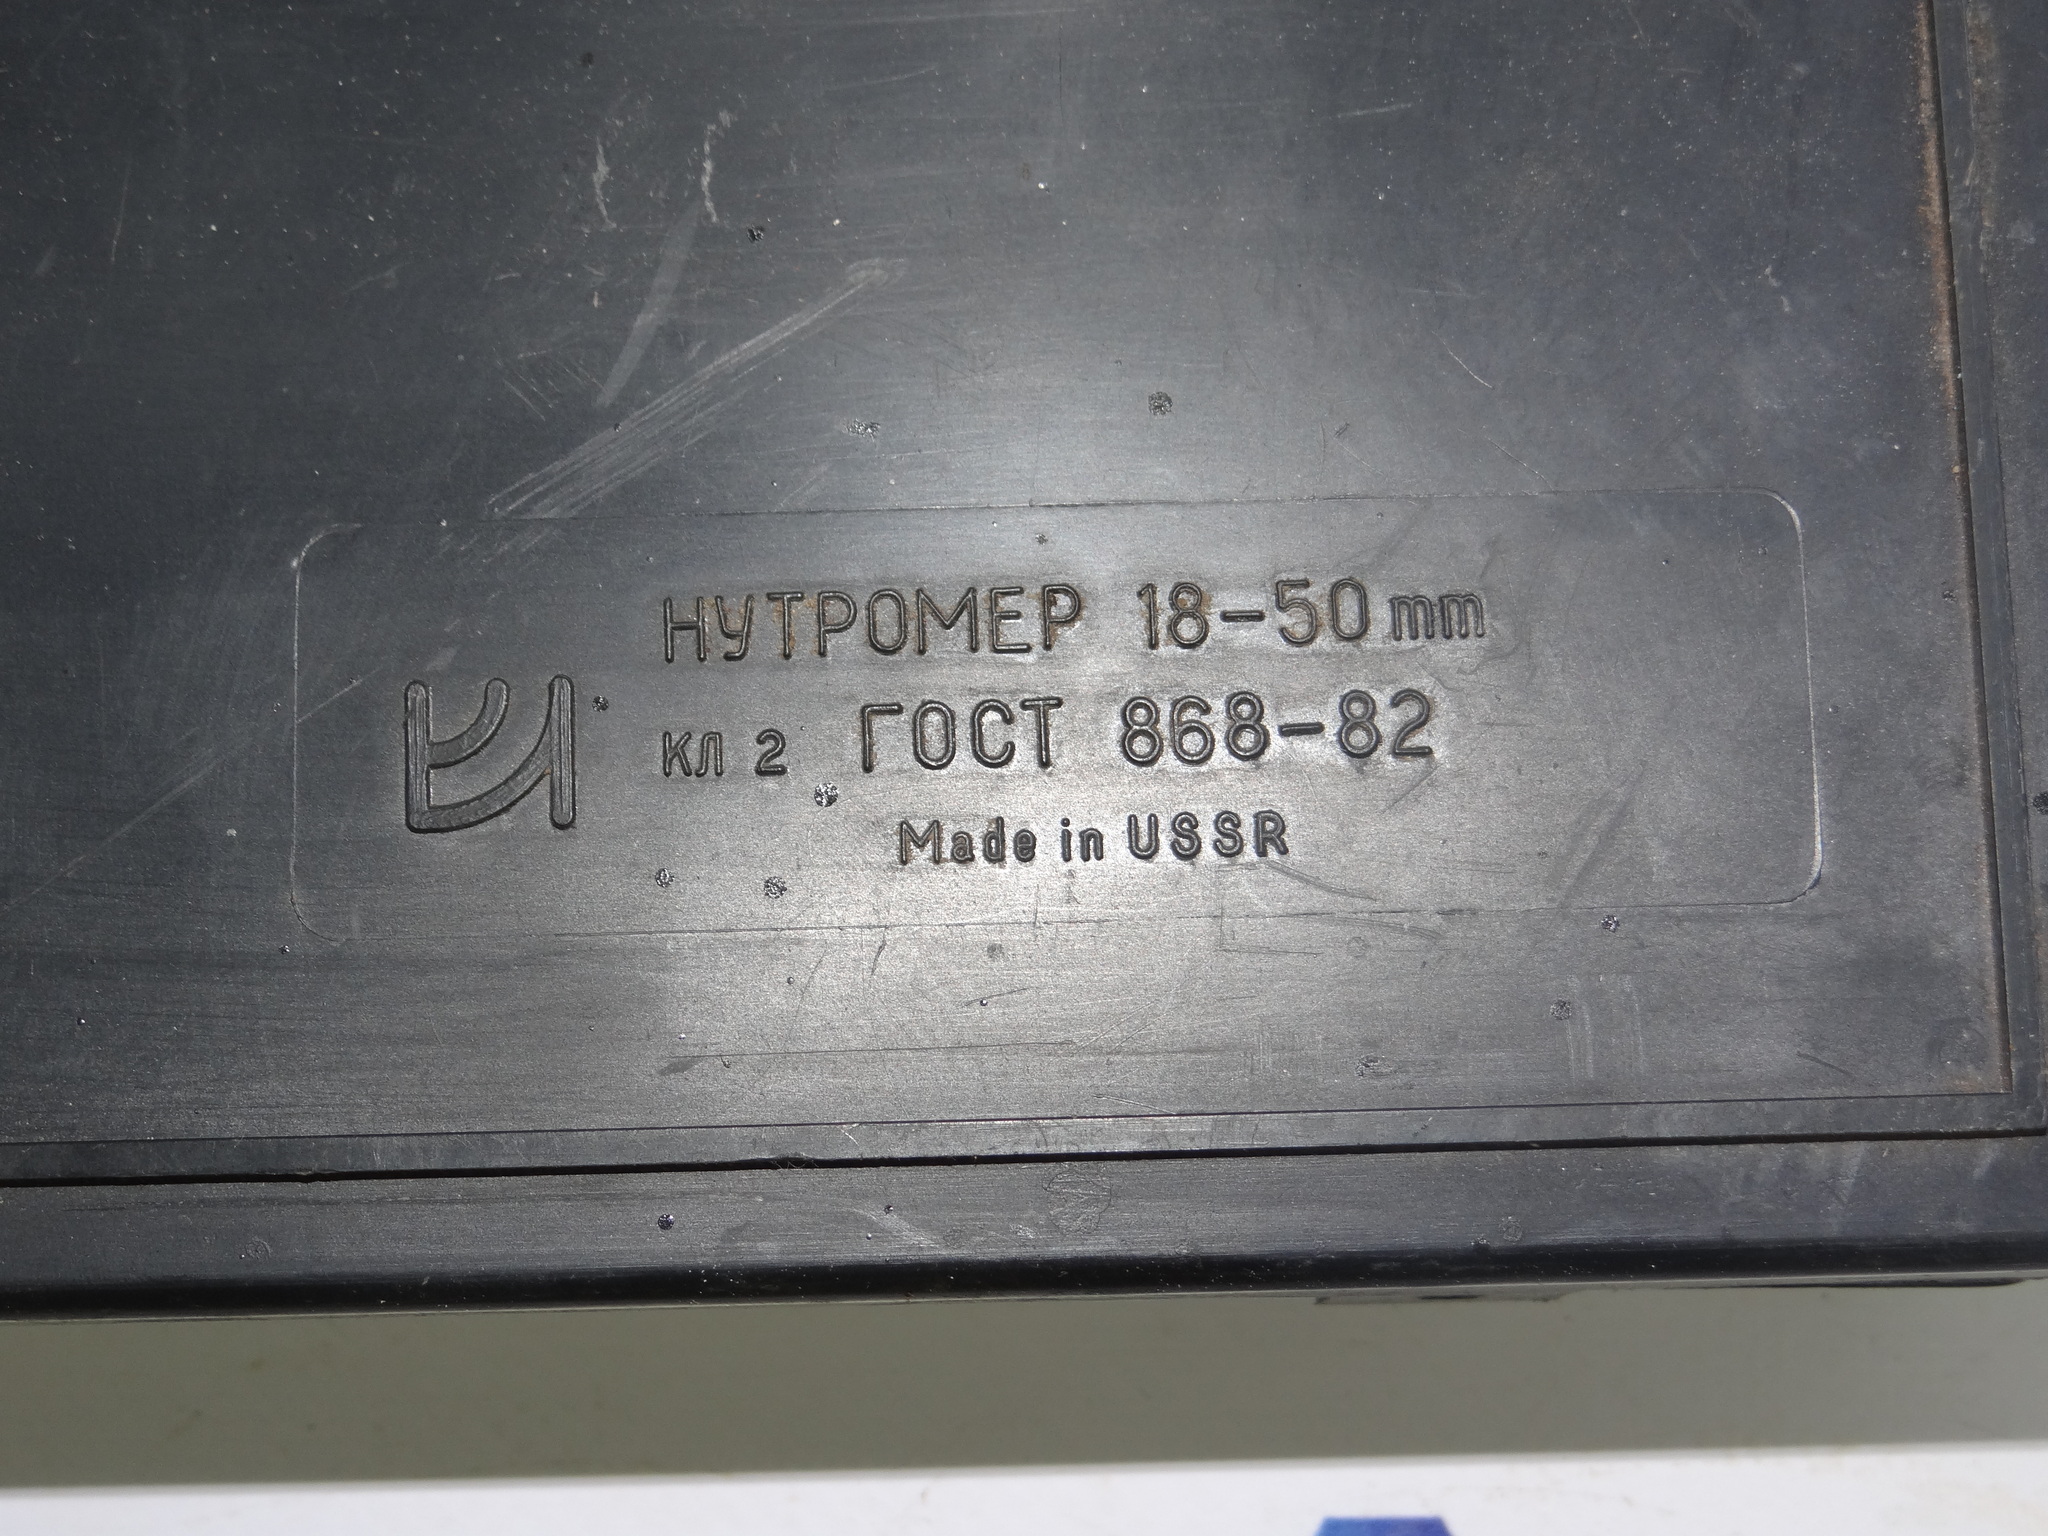 НУТРОМЕР 18-50 mm
КЛ 2 ГОСТ 868-82
Made in USSR